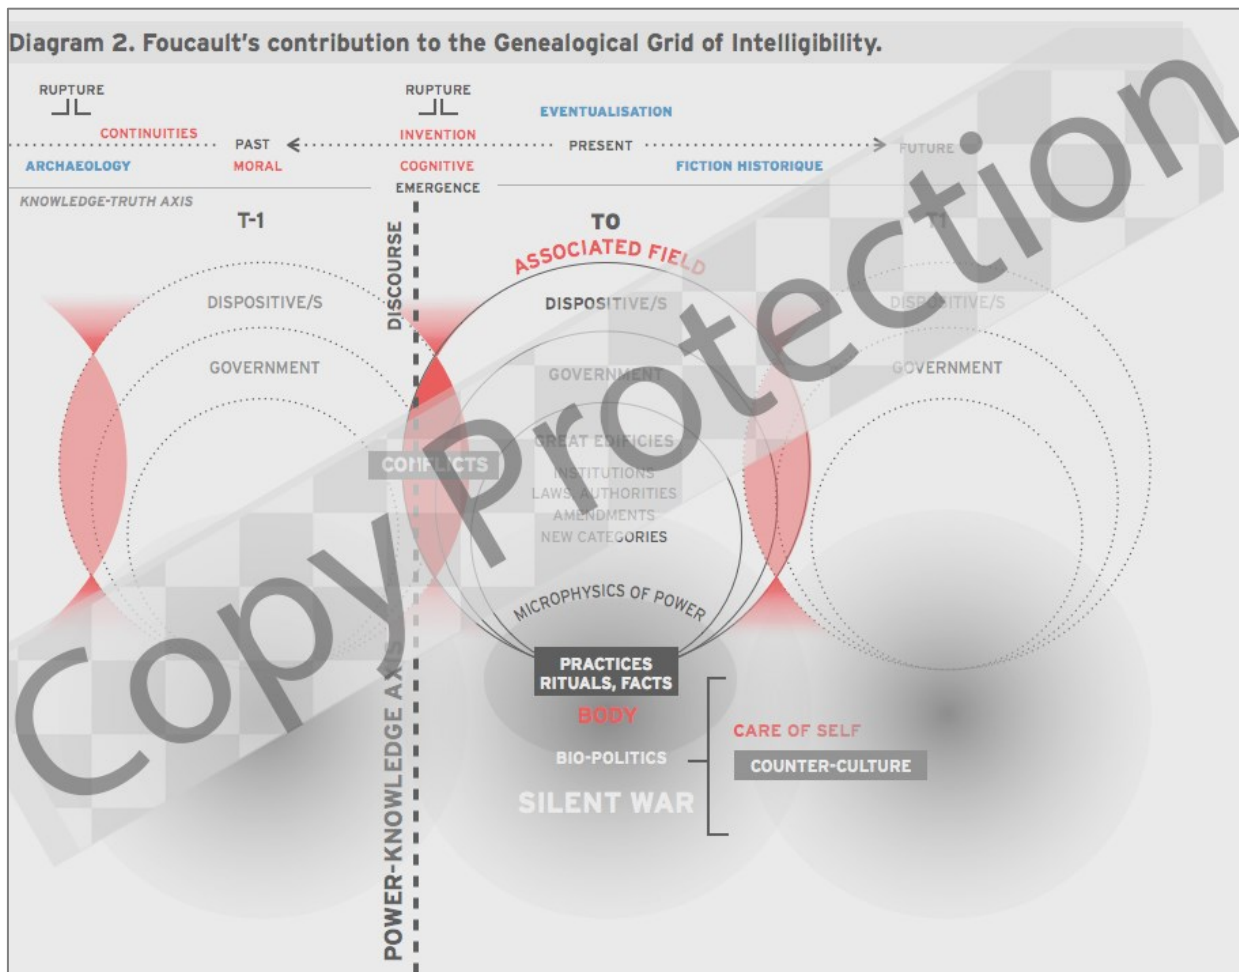 Diagram 2. Foucault's contribution to the Genealogical Grid of Intelligibility.
RUPTURE
RUPTURE
EVENTUALISATION
CONTINUITIES
INVENTION
PAST
PRESENT
FUTURE
ARCHAEOLOGY
MORAL
COGNITIVE
FICTION HISTORIQUE
EMERGENCE
KNOWLEDGE-TRUTH AXIS
T-1
T0
T1
DISCOURSE
ASSOCIATED FIELD
DISPOSITIVE/S
DISPOSITIVE/S
DISPOSITIVE/S
GOVERNMENT
GOVERNMENT
GOVERNMENT
GREAT EDIFICIES
CONFLICTS
INSTITUTIONS
LAWS, AUTHORITIES
AMENDMENTS
NEW CATEGORIES
MICROPHYSICS OF POWER
PRACTICES
RITUALS, FACTS
BODY
CARE OF SELF
BIO-POLITICS
COUNTER-CULTURE
SILENT WAR
POWER-KNOWLEDGE AXIS
Copy Protection